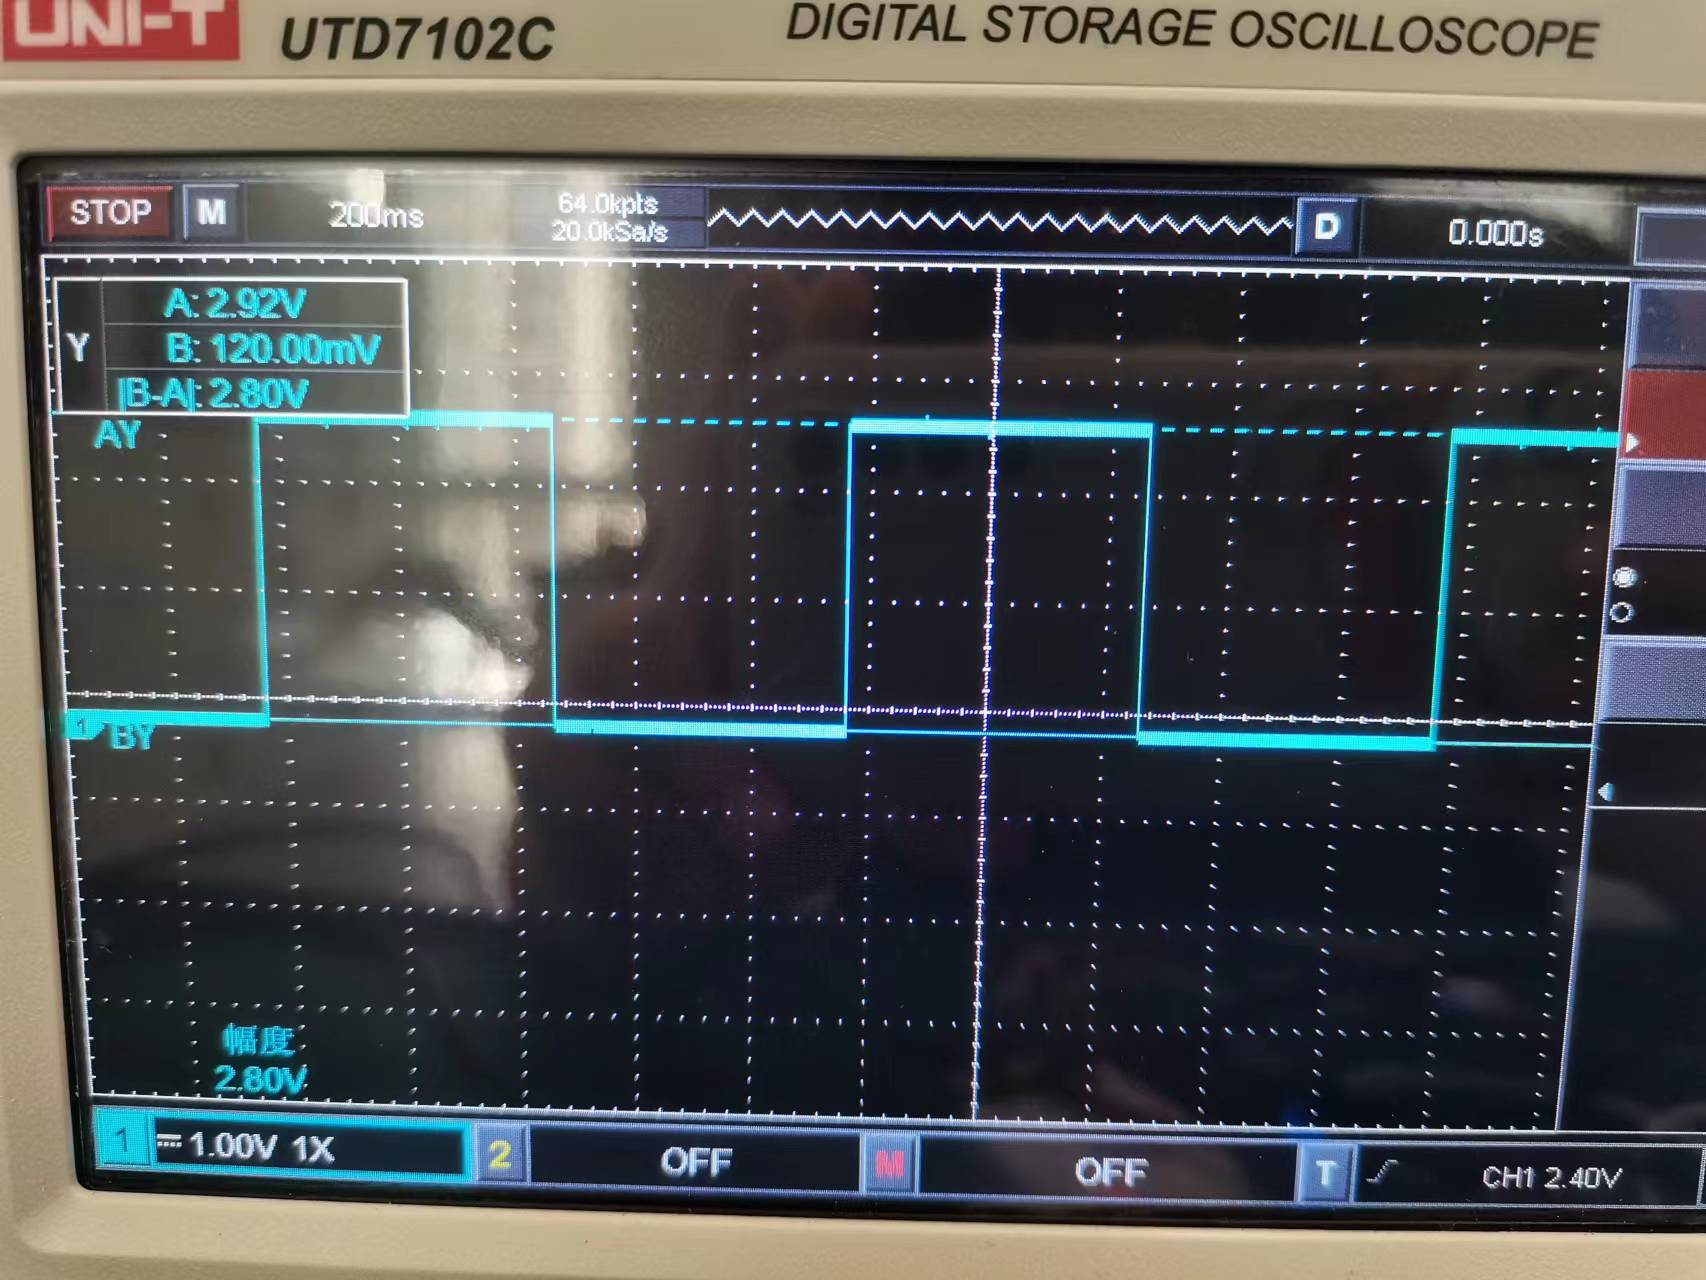 UNI-T UTD7102C DIGITAL STORAGE OSCILLOSCOPE
STOP M 200ms 64.0kpts D 0.000s
20.0kSa/s
Y A: 2.92V
B: 120.00mV
|B-A|: 2.80V
AY
1 BY
幅度
2.80V
1 1.00V 1X 2 OFF M OFF T CH1 2.40V